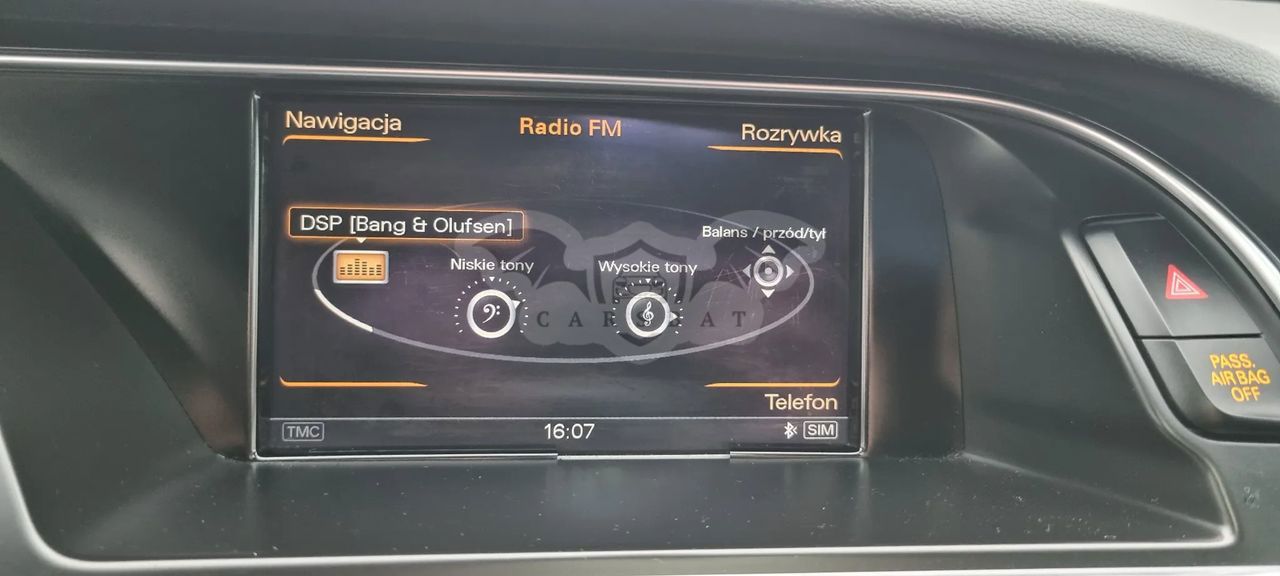 Nawigacja
Radio FM
Rozrywka
DSP [Bang & Olufsen]
Balans / przód/tył
Niskie tony
Wysokie tony
CARSBAT
Telefon
TMC
16:07
SIM
PASS.
AIR BAG
OFF